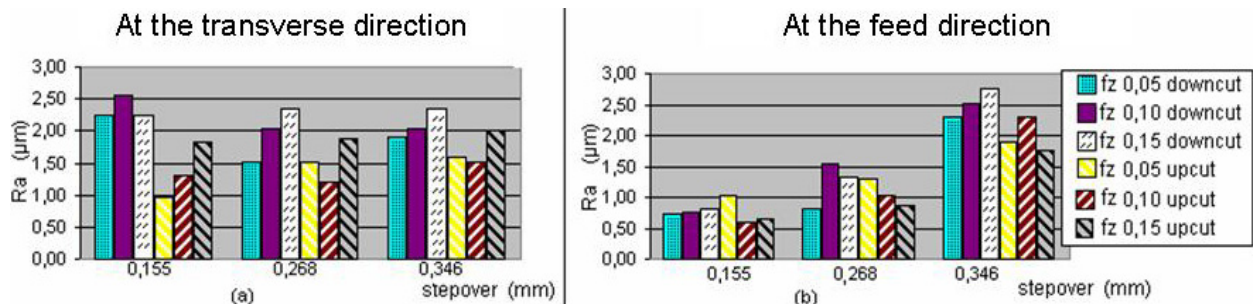 At the transverse direction
3,00
2,50
2,00
1,50
1,00
0,50
0,00
Ra (µm)
0,155
0,268
0,346
(a)
stepover (mm)
At the feed direction
3,00
2,50
2,00
1,50
1,00
0,50
0,00
Ra (µm)
0,155
0,268
0,346
(b)
stepover (mm)
fz 0,05 downcut
fz 0,10 downcut
fz 0,15 downcut
fz 0,05 upcut
fz 0,10 upcut
fz 0,15 upcut